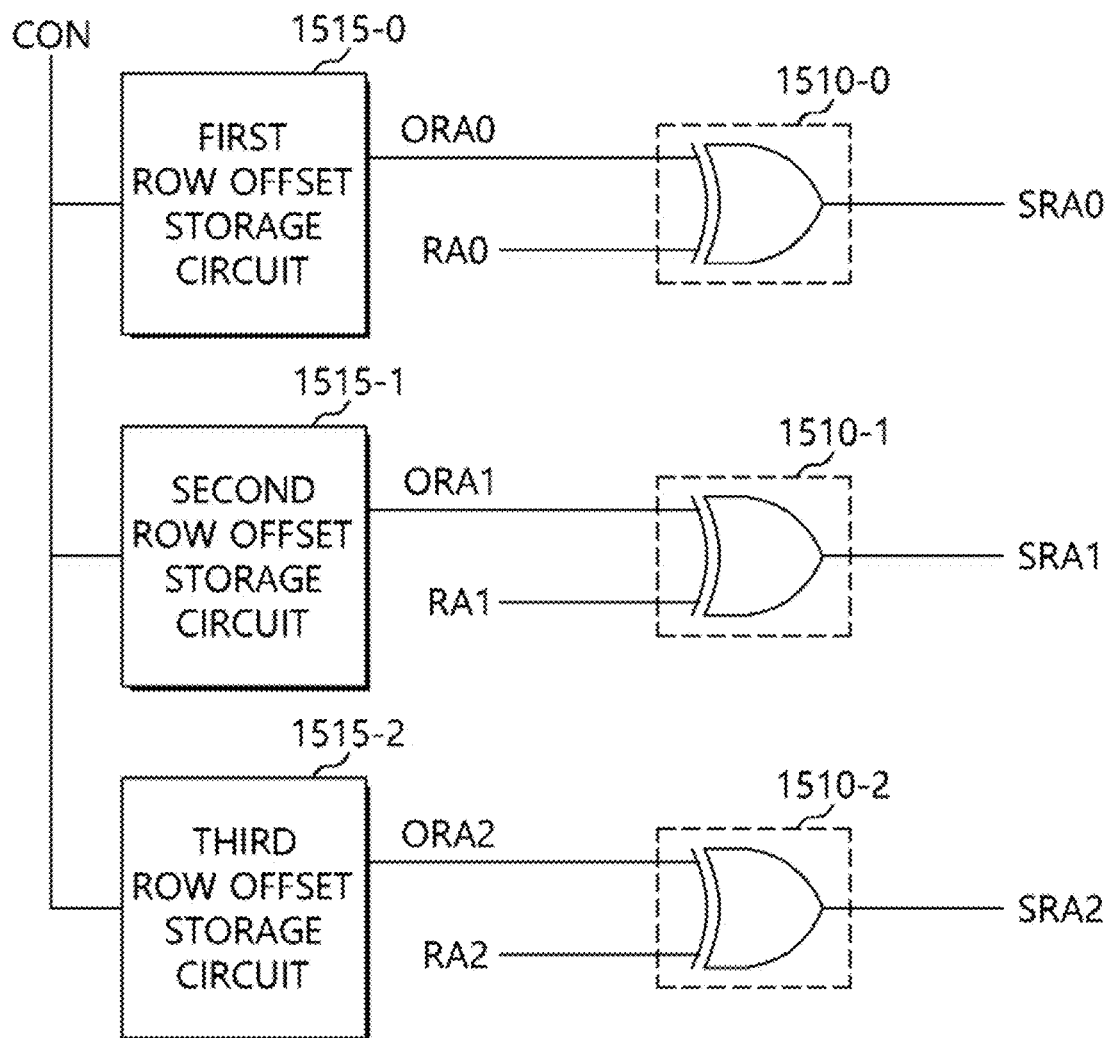 CON
1515-0
1510-0
FIRST
ROW OFFSET
STORAGE
CIRCUIT
ORA0
RA0
SRA0
1515-1
1510-1
SECOND
ROW OFFSET
STORAGE
CIRCUIT
ORA1
RA1
SRA1
1515-2
1510-2
THIRD
ROW OFFSET
STORAGE
CIRCUIT
ORA2
RA2
SRA2